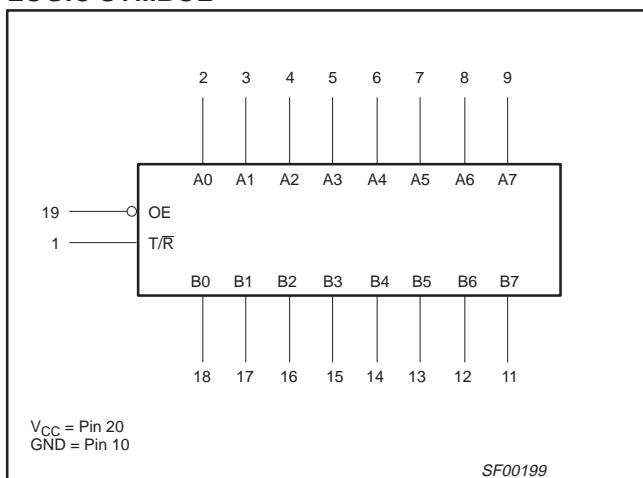 LOGIC SYMBOL
2 3 4 5 6 7 8 9
A0 A1 A2 A3 A4 A5 A6 A7
19 OE
1 T/R̅
B0 B1 B2 B3 B4 B5 B6 B7
18 17 16 15 14 13 12 11
VCC = Pin 20
GND = Pin 10
SF00199